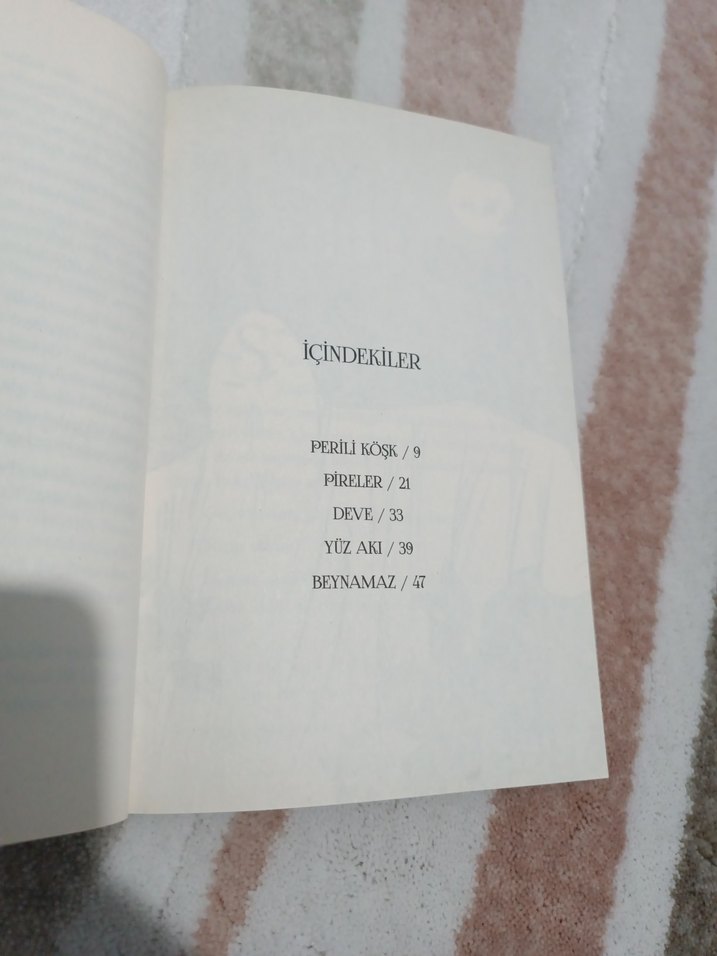 İÇİNDEKİLER
PERİLİ KÖŞK / 9
PİRELER / 21
DEVE / 33
YÜZ AKI / 39
BEYNAMAZ / 47